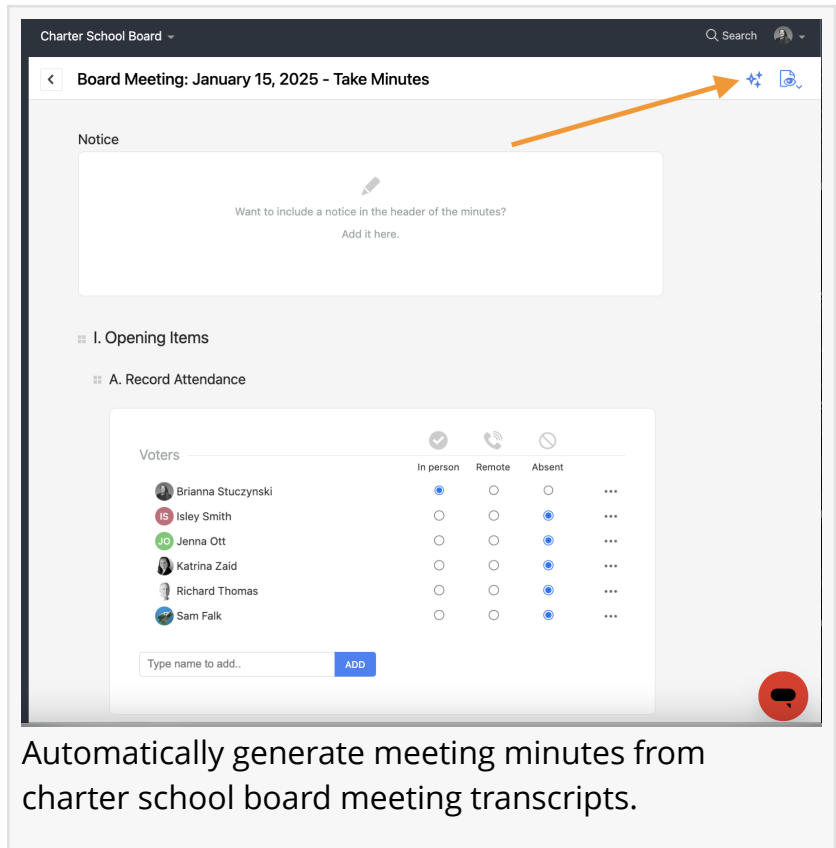 Charter School Board
Search
Board Meeting: January 15, 2025 - Take Minutes
Notice
Want to include a notice in the header of the minutes?
Add it here.
I. Opening Items
A. Record Attendance
Voters
In person Remote Absent
Brianna Stuczynski
IS Isley Smith
JO Jenna Ott
Katrina Zaid
Richard Thomas
Sam Falk
Type name to add.. ADD
Automatically generate meeting minutes from
charter school board meeting transcripts.